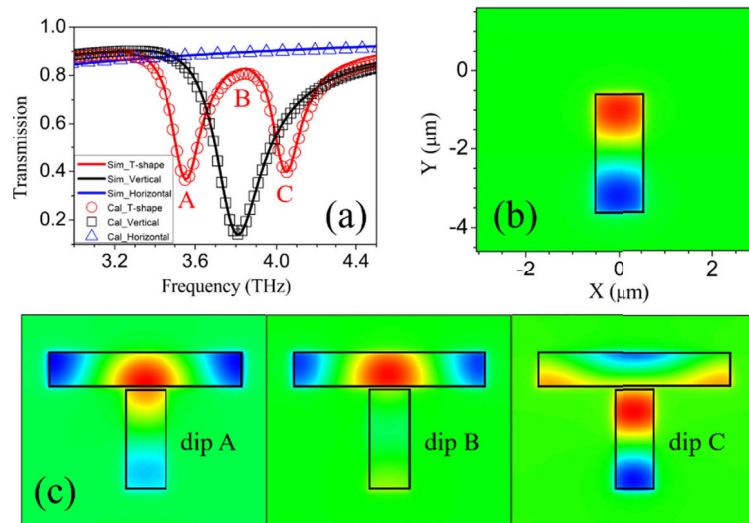 1.0
0.8
0.6
0.4
0.2
Transmission
B
A
C
Sim_T-shape
Sim_Vertical
Sim_Horizontal
Cal_T-shape
Cal_Vertical
Cal_Horizontal
(a)
3.2 3.6 4.0 4.4
Frequency (THz)
0
−2
−4
Y (μm)
(b)
−2 0 2
X (μm)
dip A
dip B
dip C
(c)